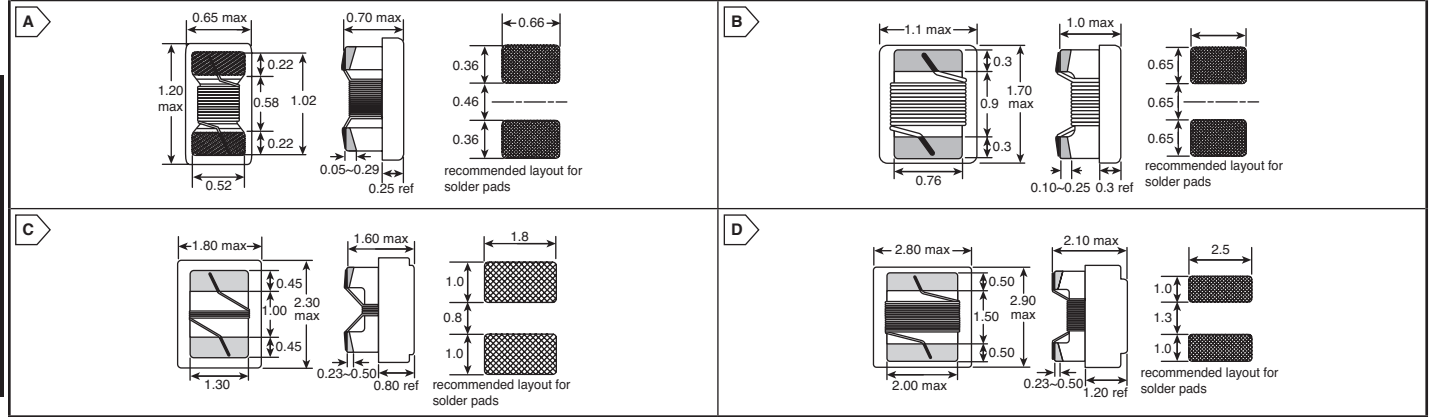 A
0.65 max
1.20
max
0.22
0.58
1.02
0.22
0.52
0.70 max
0.05~0.29
0.25 ref
0.66
0.36
0.46
0.36
recommended layout for
solder pads
B
1.1 max
0.3
0.9
1.70
max
0.3
0.76
1.0 max
0.10~0.25
0.3 ref
0.65
0.65
0.65
recommended layout for
solder pads
C
1.80 max
0.45
1.00
2.30
max
0.45
1.30
1.60 max
0.23~0.50
0.80 ref
1.8
1.0
0.8
1.0
recommended layout for
solder pads
D
2.80 max
0.50
1.50
2.90
max
0.50
2.00 max
2.10 max
0.23~0.50
1.20 ref
2.5
1.0
1.3
1.0
recommended layout for
solder pads